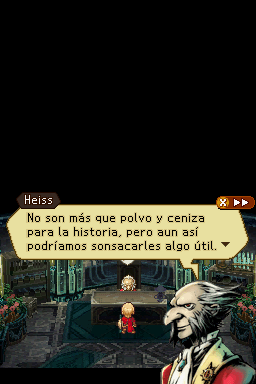 Heiss
X ▶▶
No son más que polvo y ceniza
para la historia, pero aun así
podríamos sonsacarles algo útil.